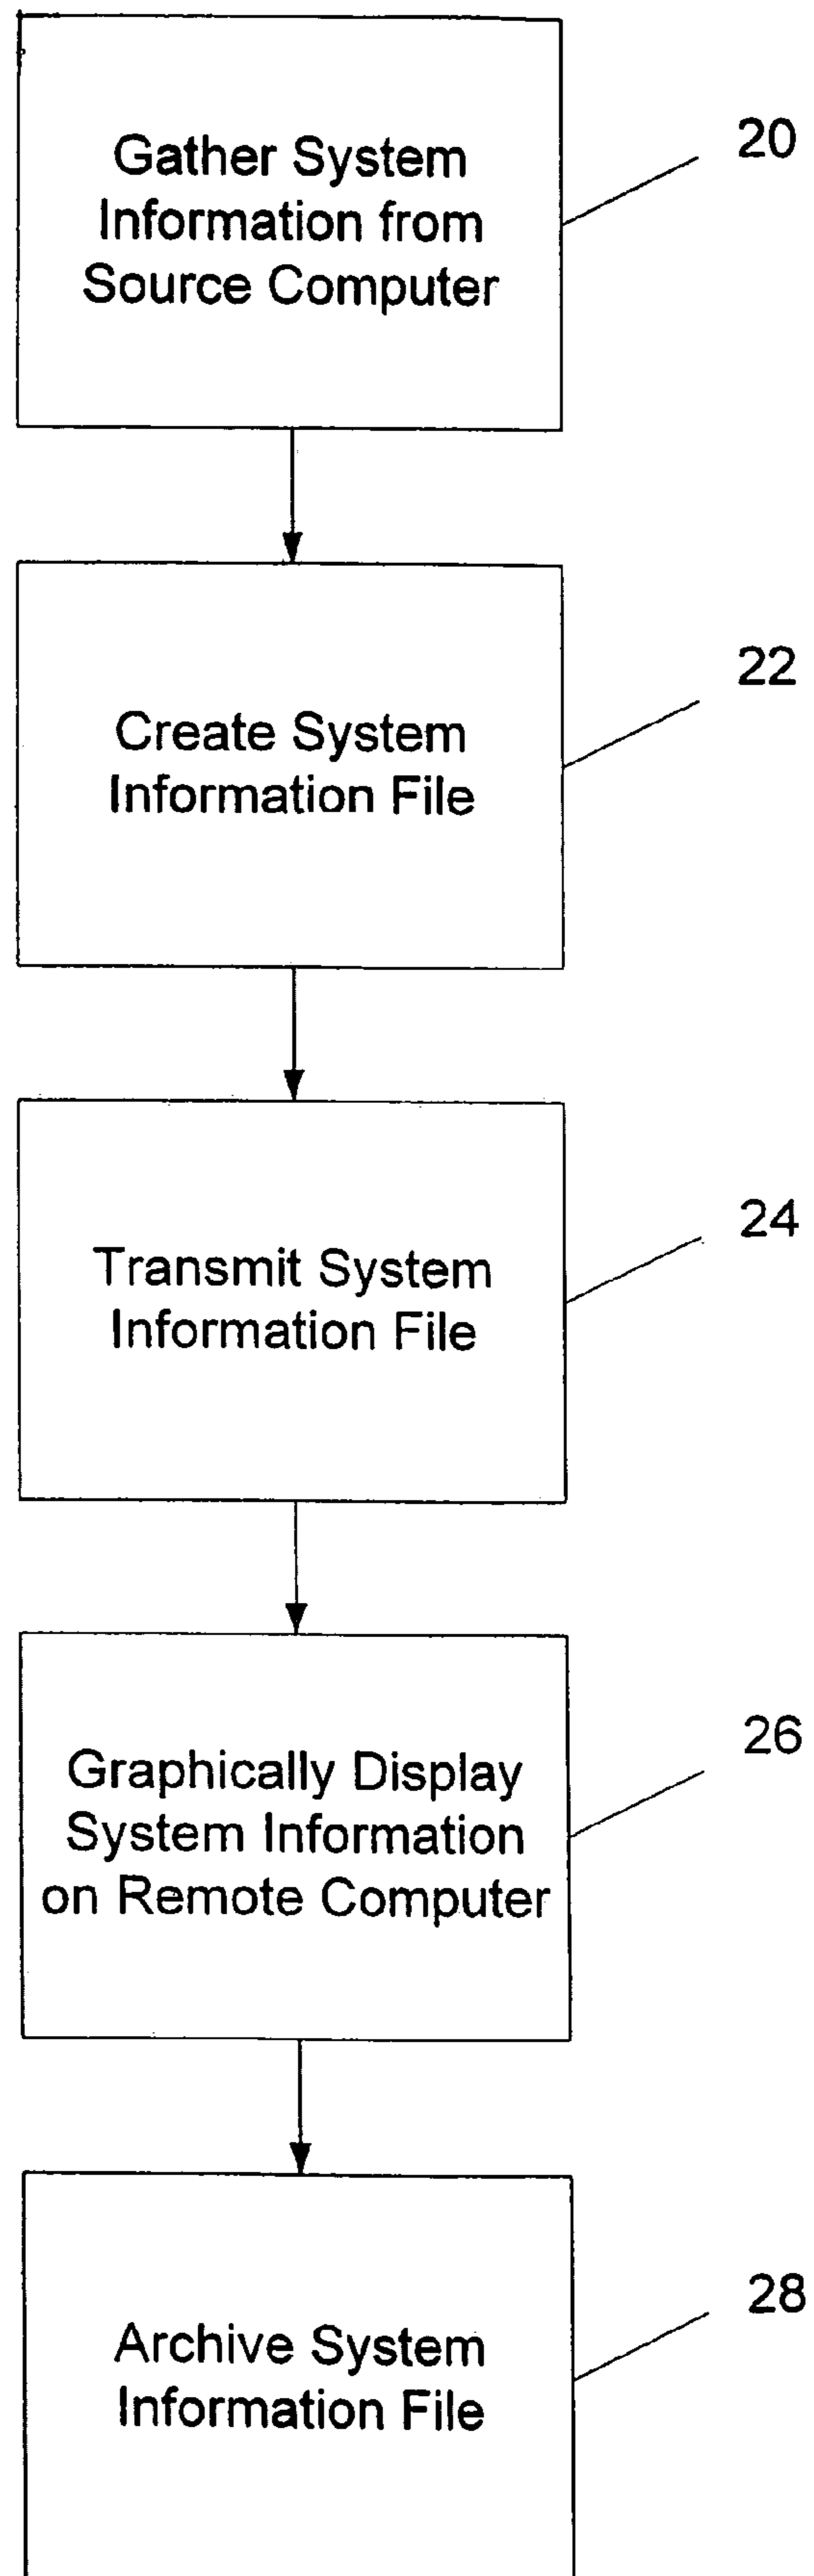 Gather System
Information from
Source Computer
20
Create System
Information File
22
Transmit System
Information File
24
Graphically Display
System Information
on Remote Computer
26
Archive System
Information File
28